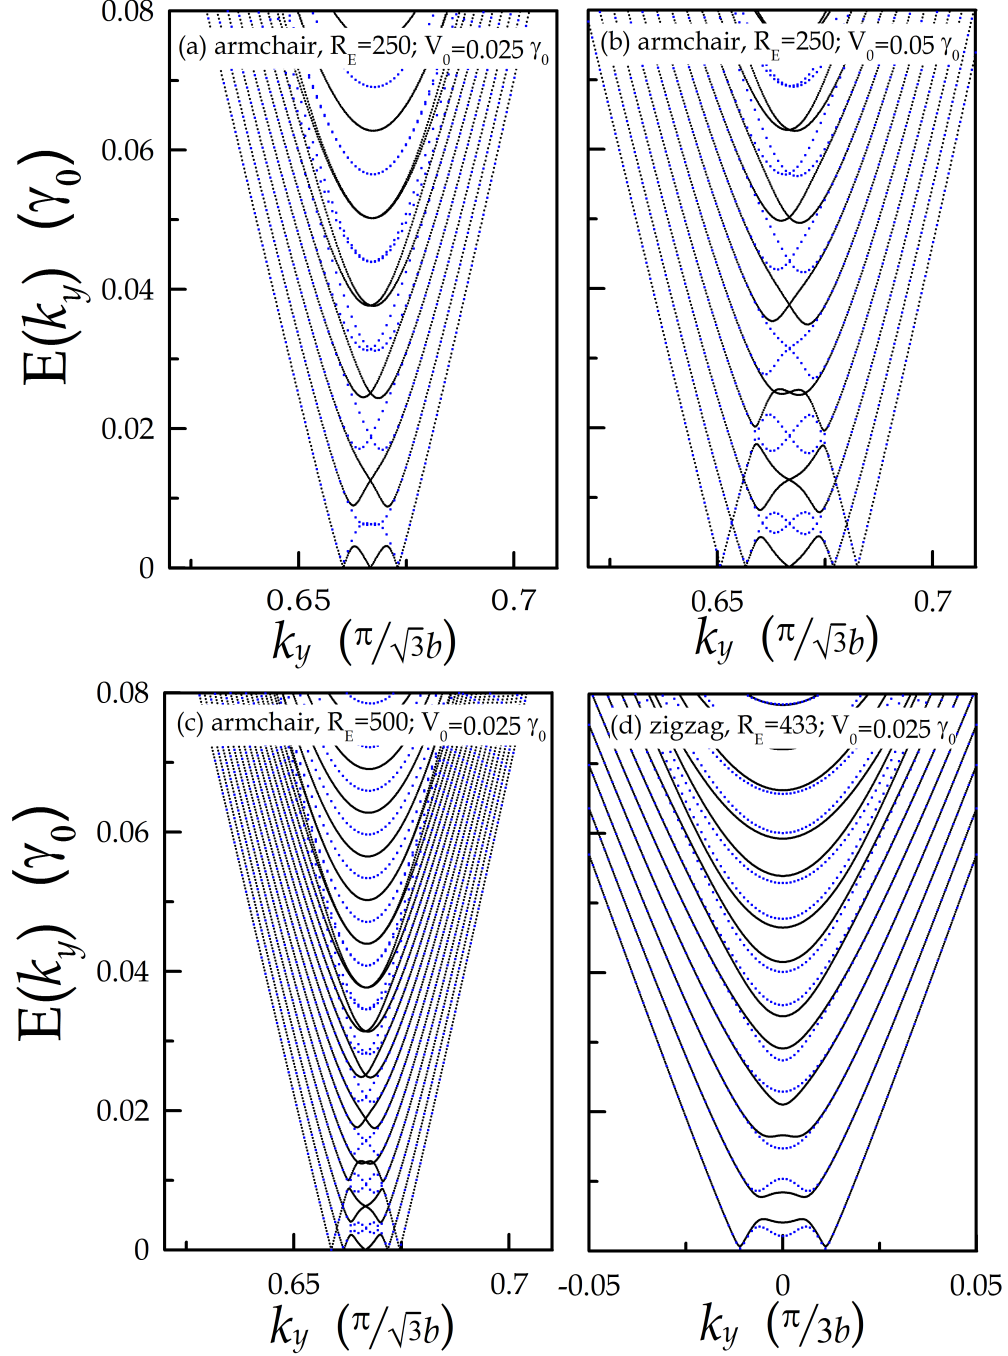 0.08
0.06
0.04
0.02
0
E(k_y) (γ_0)
(a) armchair, R_E=250; V_0=0.025 γ_0
0.65
0.7
k_y (π/√3b)
(b) armchair, R_E=250; V_0=0.05 γ_0
0.65
0.7
k_y (π/√3b)
0.08
0.06
0.04
0.02
0
E(k_y) (γ_0)
(c) armchair, R_E=500; V_0=0.025 γ_0
0.65
0.7
k_y (π/√3b)
(d) zigzag, R_E=433; V_0=0.025 γ_0
-0.05
0
0.05
k_y (π/3b)